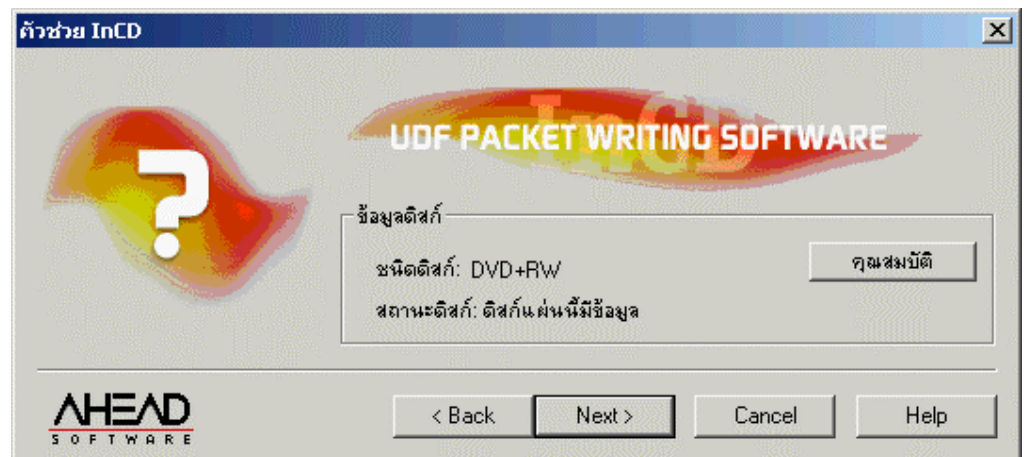 ตัวช่วย InCD
InCD
UDF PACKET WRITING SOFTWARE
?
ข้อมูลดิสก์
ชนิดดิสก์: DVD+RW
คุณสมบัติ
สถานะดิสก์: ดิสก์แผ่นนี้มีข้อมูล
AHEAD
SOFTWARE
< Back Next > Cancel Help